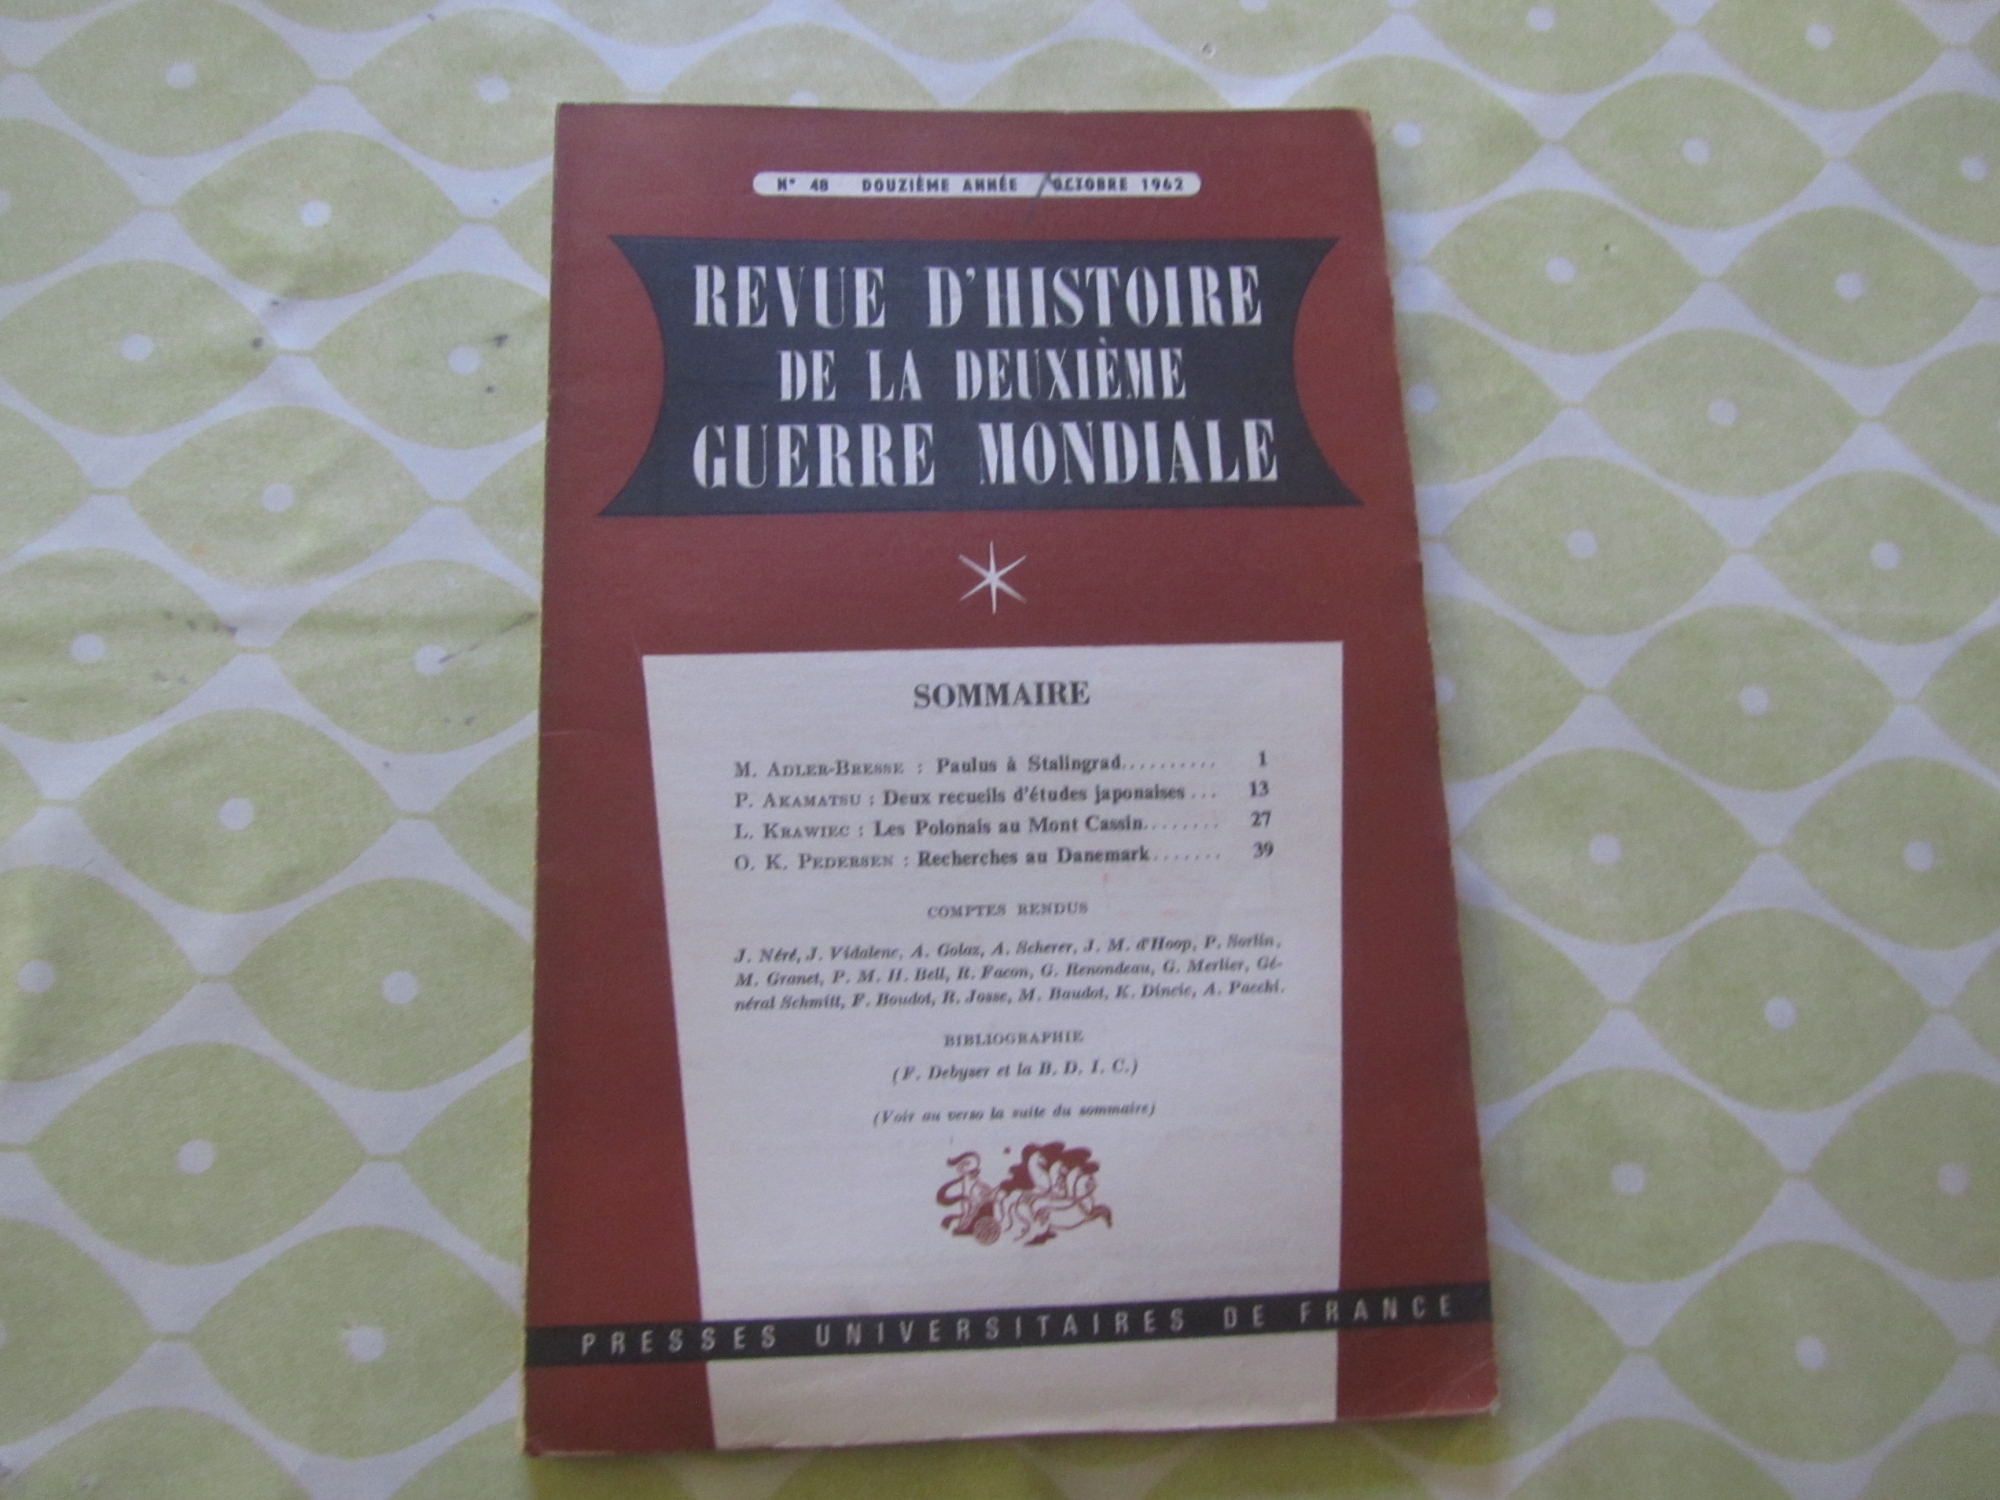 N° 48 DOUZIÈME ANNÉE OCTOBRE 1962
REVUE D'HISTOIRE
DE LA DEUXIÈME
GUERRE MONDIALE
SOMMAIRE
M. ADLER-BRESSE : Paulus à Stalingrad.......... 1
P. AKAMATSU : Deux recueils d'études japonaises ... 13
L. KRAWIEC : Les Polonais au Mont Cassin........ 27
O. K. PEDERSEN : Recherches au Danemark....... 39
COMPTES RENDUS
J. Néré, J. Vidalenc, A. Golaz, A. Scherer, J. M. d'Hoop, P. Sorlin,
M. Granet, P. M. H. Bell, R. Facon, G. Renondeau, G. Merlier, Gé-
néral Schmitt, F. Boudot, R. Josse, M. Baudot, K. Dincic, A. Pacchi.
BIBLIOGRAPHIE
(F. Debyser et la B. D. I. C.)
(Voir au verso la suite du sommaire)
PRESSES UNIVERSITAIRES DE FRANCE